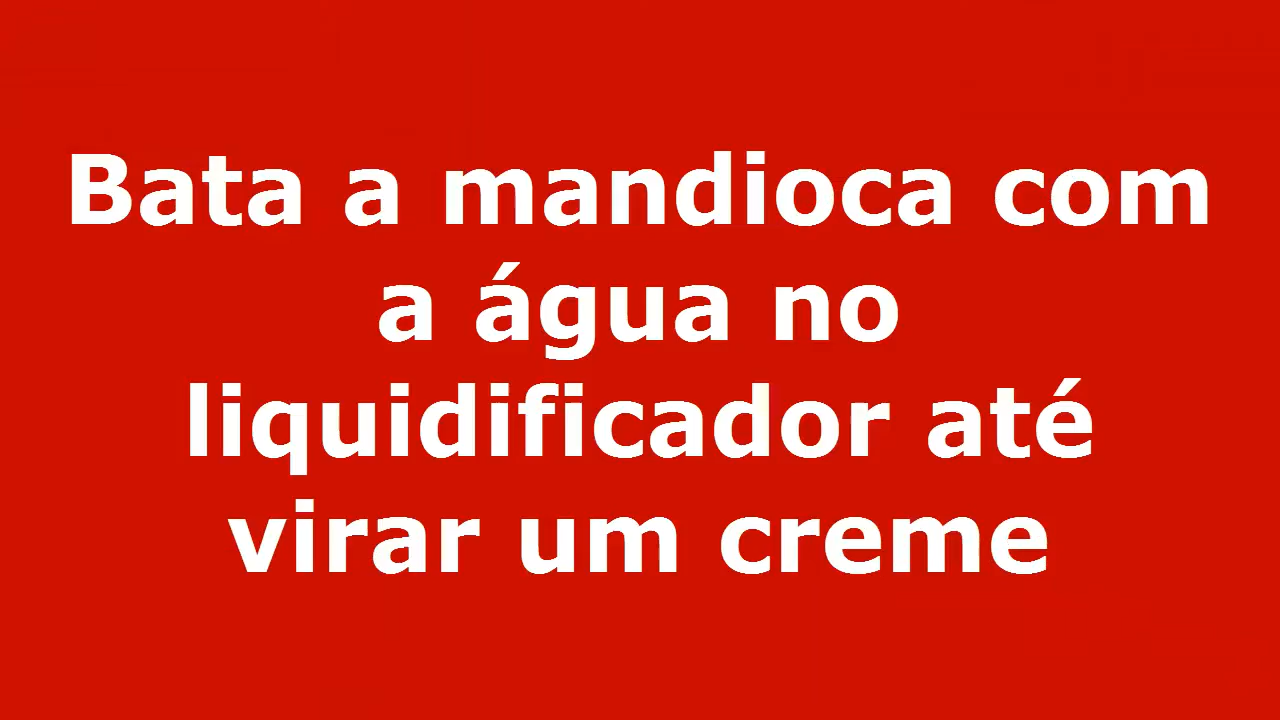 Bata a mandioca com
a água no
liquidificador até
virar um creme